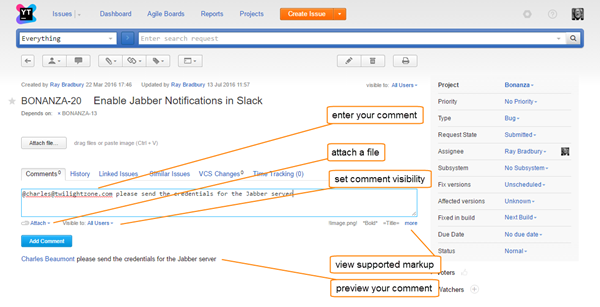 YT
Issues
Dashboard
Agile Boards
Reports
Projects
Create Issue
Everything
Enter search request
Created by Ray Bradbury 22 Mar 2016 17:46
Updated by Ray Bradbury 13 Jul 2016 11:57
visible to: All Users
BONANZA-20 Enable Jabber Notifications in Slack
Depends on: + BONANZA-13
Attach file...
drag files or paste image (Ctrl + V)
Comments 0
History
Linked Issues
Similar Issues
VCS Changes 0
Time Tracking (0)
@charles@twilightzone.com please send the credentials for the Jabber server
Attach
Visible to: All Users
!image.png!
*Bold*
=Title=
more
Add Comment
Charles Beaumont please send the credentials for the Jabber server
enter your comment
attach a file
set comment visibility
view supported markup
preview your comment
Project Bonanza
Priority No Priority
Type Bug
Request State Submitted
Assignee Ray Bradbury
Subsystem No Subsystem
Fix versions Unscheduled
Affected versions Unknown
Fixed in build Next Build
Due Date No due date
Status Normal
Voters
Watchers